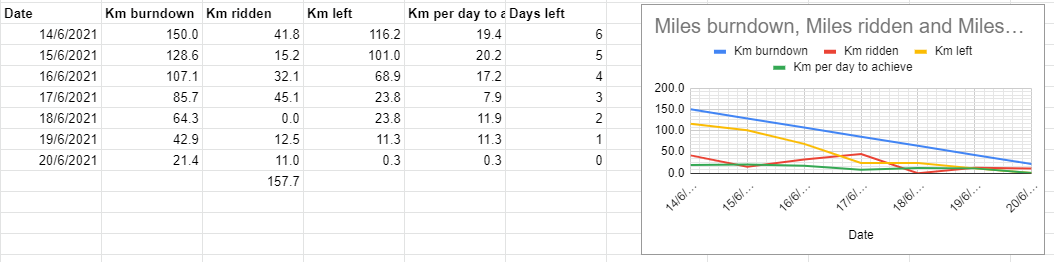 Date Km burndown Km ridden Km left Km per day to a Days left
14/6/2021 150.0 41.8 116.2 19.4 6
15/6/2021 128.6 15.2 101.0 20.2 5
16/6/2021 107.1 32.1 68.9 17.2 4
17/6/2021 85.7 45.1 23.8 7.9 3
18/6/2021 64.3 0.0 23.8 11.9 2
19/6/2021 42.9 12.5 11.3 11.3 1
20/6/2021 21.4 11.0 0.3 0.3 0
157.7
Miles burndown, Miles ridden and Miles…
Km burndown Km ridden Km left
Km per day to achieve
200.0
150.0
100.0
50.0
0.0
14/6/… 15/6/… 16/6/… 17/6/… 18/6/… 19/6/… 20/6/…
Date